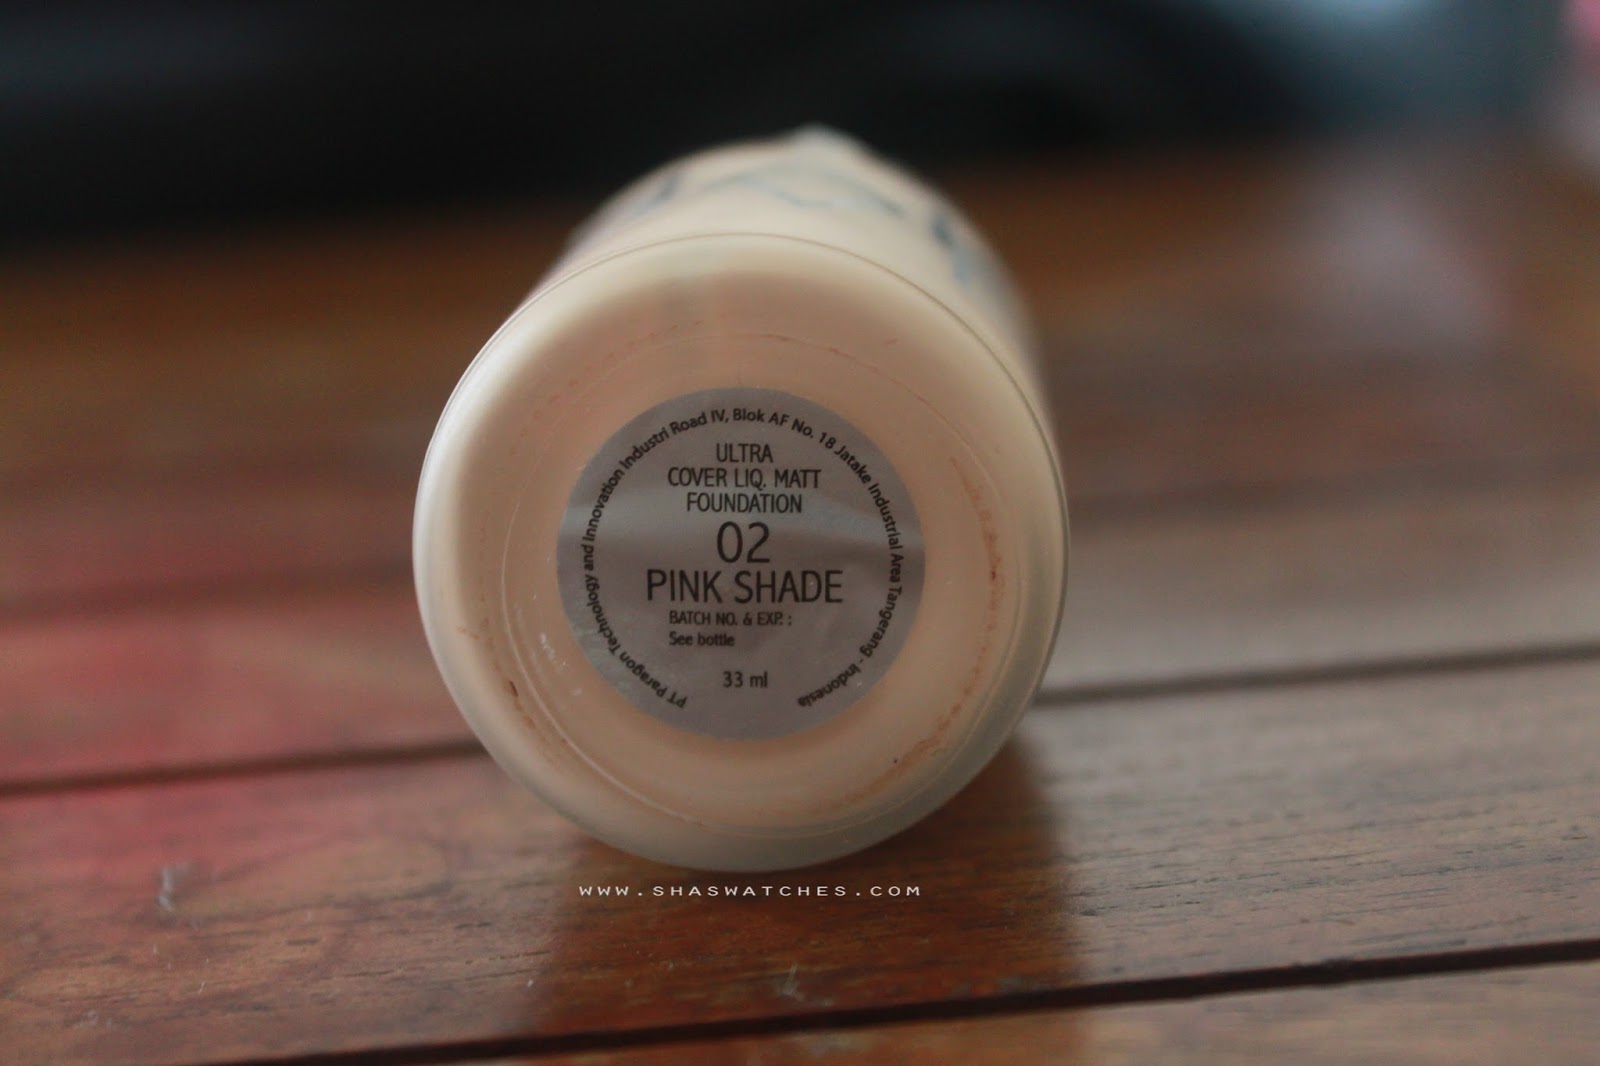 PT Paragon Technology and Innovation Industri Road IV, Blok AF No. 18 Jatake Industrial Area Tangerang - Indonesia
ULTRA
COVER LIQ. MATT
FOUNDATION
02
PINK SHADE
BATCH NO. & EXP. :
See bottle
33 ml
WWW.SHASWATCHES.COM